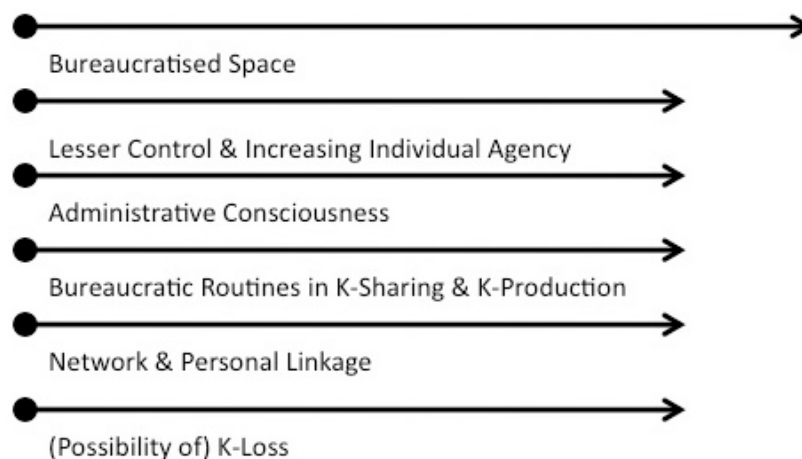 Bureaucratised Space
Lesser Control & Increasing Individual Agency
Administrative Consciousness
Bureaucratic Routines in K-Sharing & K-Production
Network & Personal Linkage
(Possibility of) K-Loss